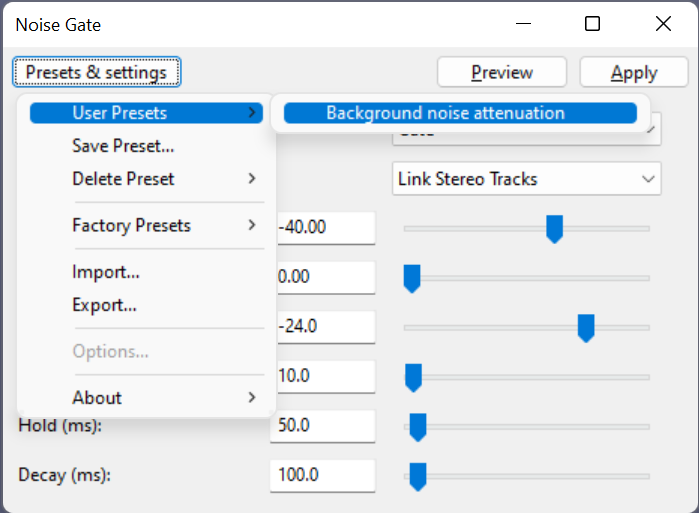 Noise Gate
Presets & settings
Preview
Apply
User Presets
Background noise attenuation
Save Preset...
Delete Preset
Link Stereo Tracks
Factory Presets
-40.00
Import...
0.00
Export...
-24.0
Options...
10.0
About
Hold (ms):
50.0
Decay (ms):
100.0